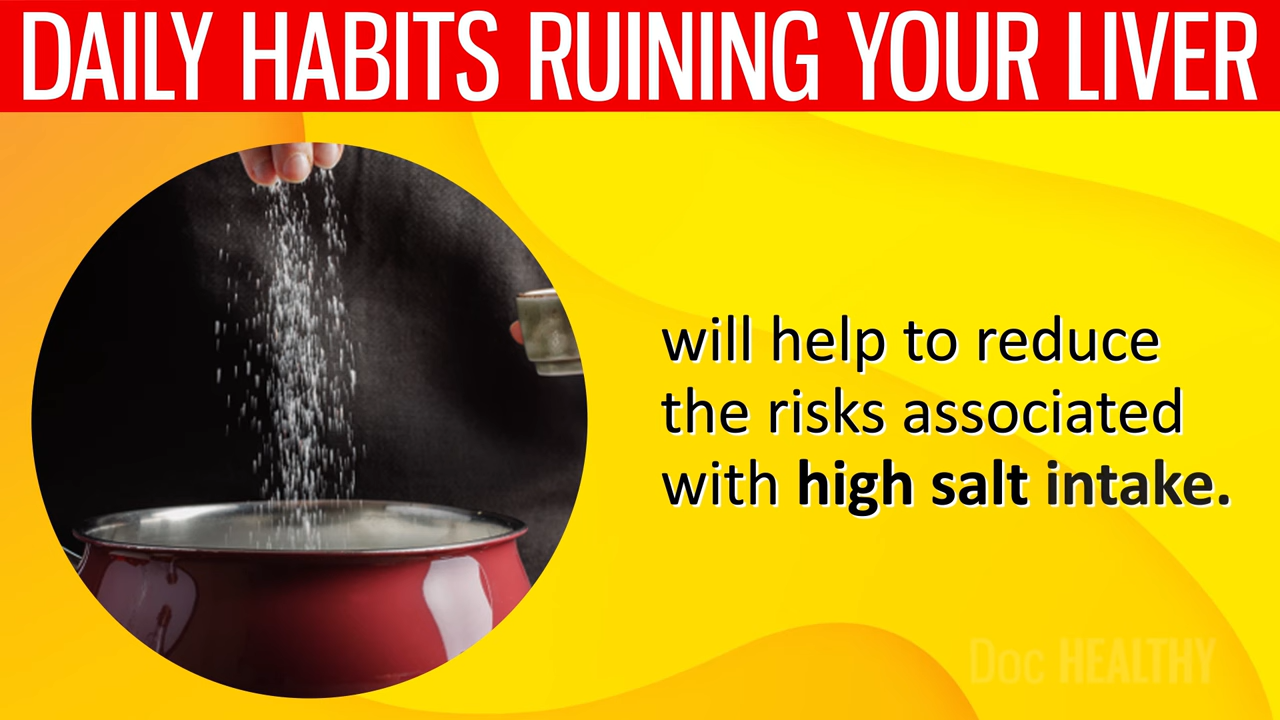 DAILY HABITS RUINING YOUR LIVER
will help to reduce
the risks associated
with high salt intake.
Doc HEALTHY